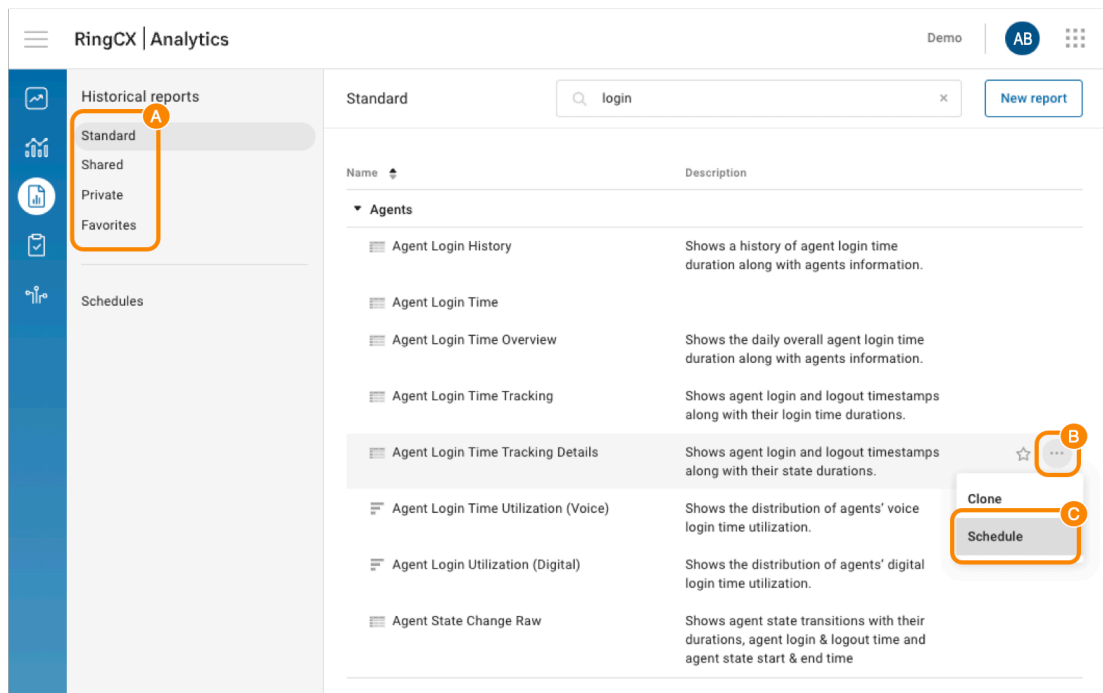 RingCX | Analytics
Demo
AB
Historical reports
A
Standard
Shared
Private
Favorites
Schedules
Standard
login
×
New report
Name
Description
Agents
Agent Login History
Shows a history of agent login time
duration along with agents information.
Agent Login Time
Agent Login Time Overview
Shows the daily overall agent login time
duration along with agents information.
Agent Login Time Tracking
Shows agent login and logout timestamps
along with their login time durations.
Agent Login Time Tracking Details
Shows agent login and logout timestamps
along with their state durations.
B
Clone
C
Schedule
Agent Login Time Utilization (Voice)
Shows the distribution of agents' voice
login time utilization.
Agent Login Utilization (Digital)
Shows the distribution of agents' digital
login time utilization.
Agent State Change Raw
Shows agent state transitions with their
durations, agent login & logout time and
agent state start & end time